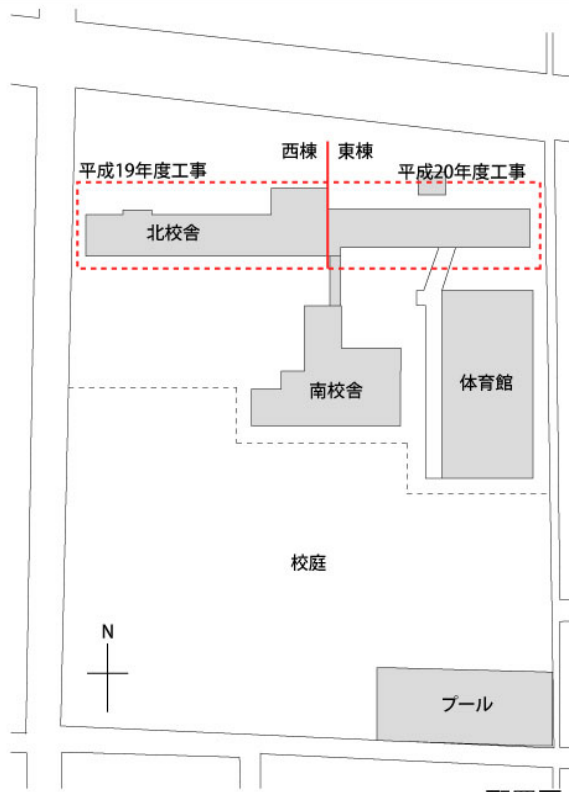 西棟 東棟
平成19年度工事
平成20年度工事
北校舎
南校舎
体育館
校庭
N
プール